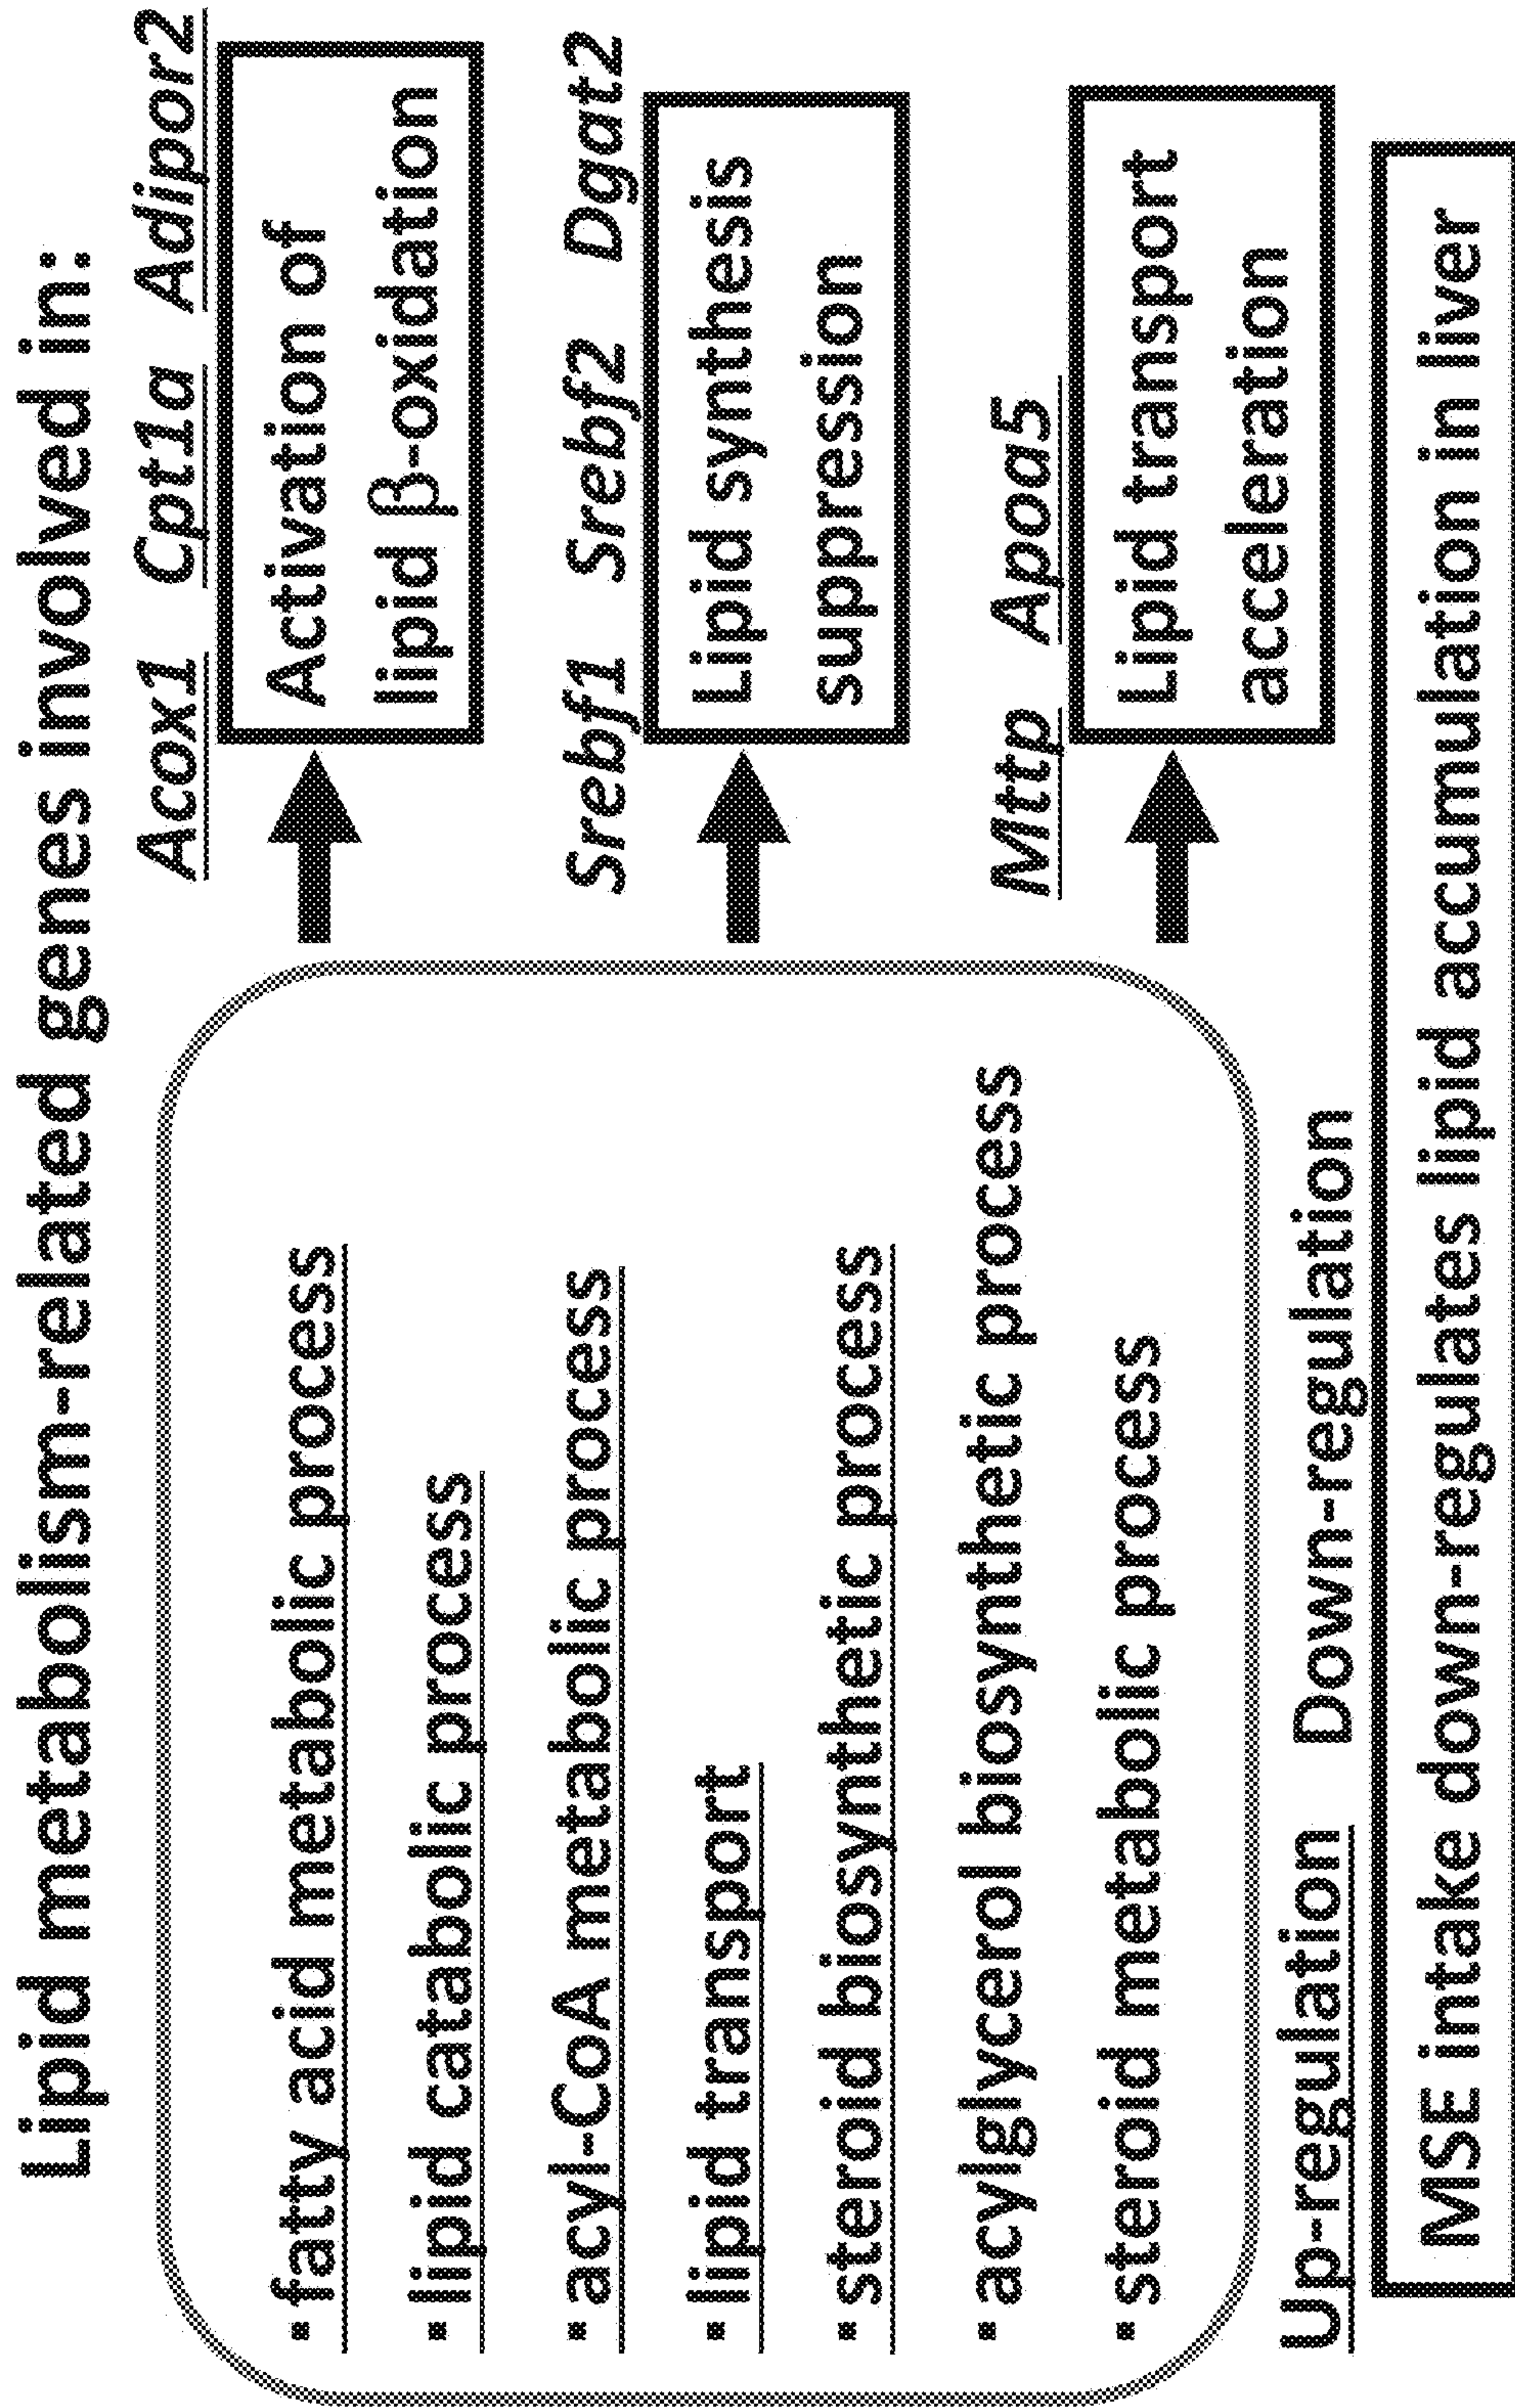 Lipid metabolism-related genes involved in:
- fatty acid metabolic process
- lipid catabolic process
- acyl-CoA metabolic process
- lipid transport
- steroid biosynthetic process
- acylglycerol biosynthetic process
- steroid metabolic process
Acox1 Cpt1a Adipor2
Activation of
lipid β-oxidation
Srebf1 Srebf2 Dgat2
Lipid synthesis
suppression
Mttp Apoa5
Lipid transport
acceleration
Up-regulation Down-regulation
MSE intake down-regulates lipid accumulation in liver